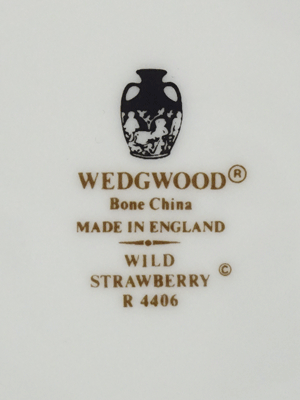 WEDGWOOD®
Bone China
MADE IN ENGLAND
WILD
STRAWBERRY ©
R 4406